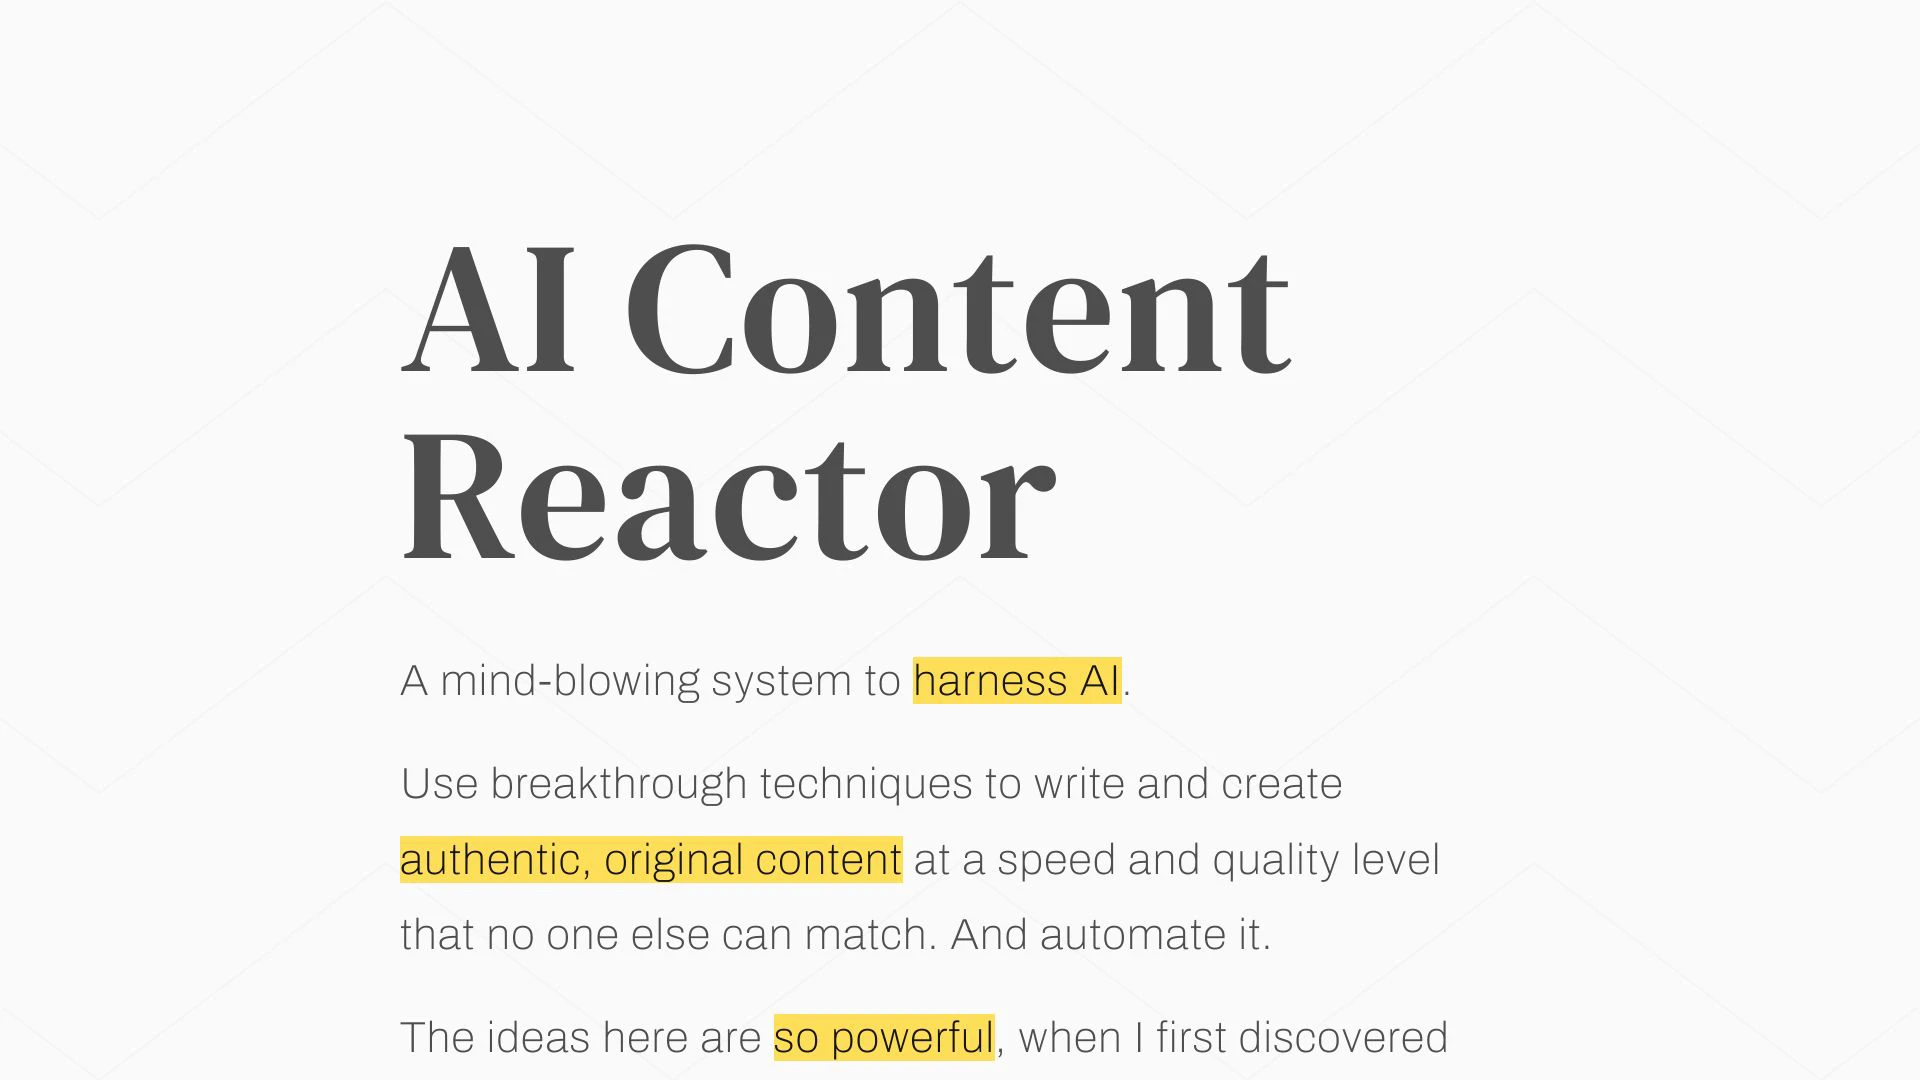 AI Content
Reactor
A mind-blowing system to harness AI.
Use breakthrough techniques to write and create
authentic, original content at a speed and quality level
that no one else can match. And automate it.
The ideas here are so powerful, when I first discovered